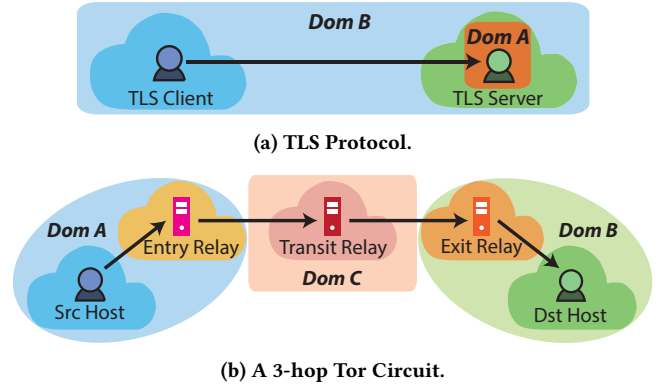 Dom B
Dom A
TLS Client
TLS Server
(a) TLS Protocol.
Dom A
Entry Relay
Transit Relay
Exit Relay
Dom B
Src Host
Dom C
Dst Host
(b) A 3-hop Tor Circuit.